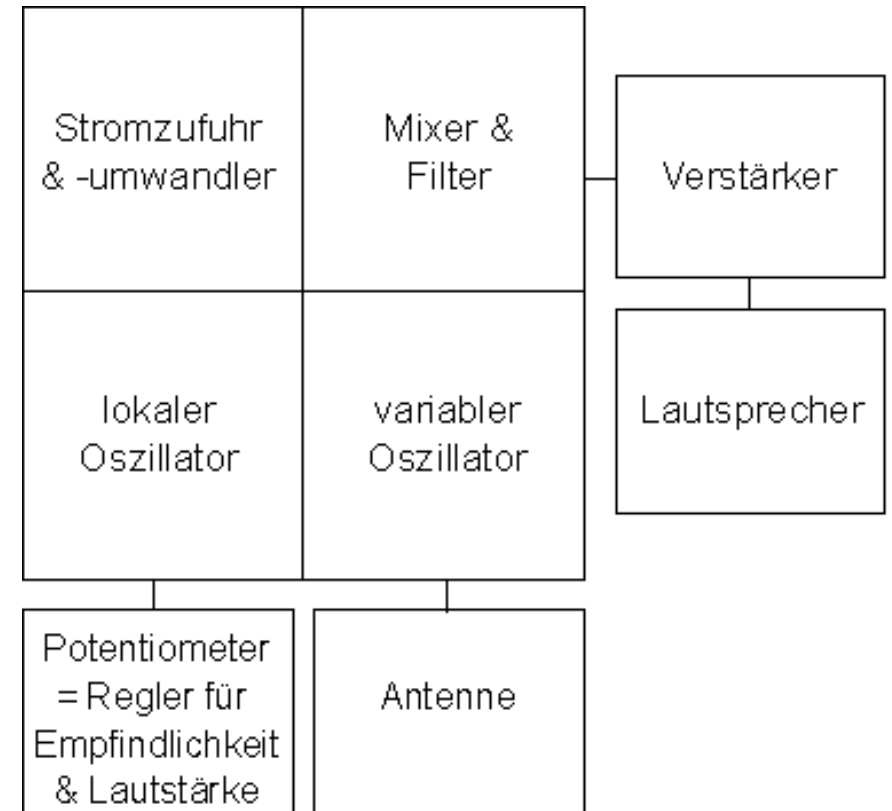 Stromzufuhr
& -umwandler
Mixer &
Filter
Verstärker
lokaler
Oszillator
variabler
Oszillator
Lautsprecher
Potentiometer
= Regler für
Empfindlichkeit
& Lautstärke
Antenne